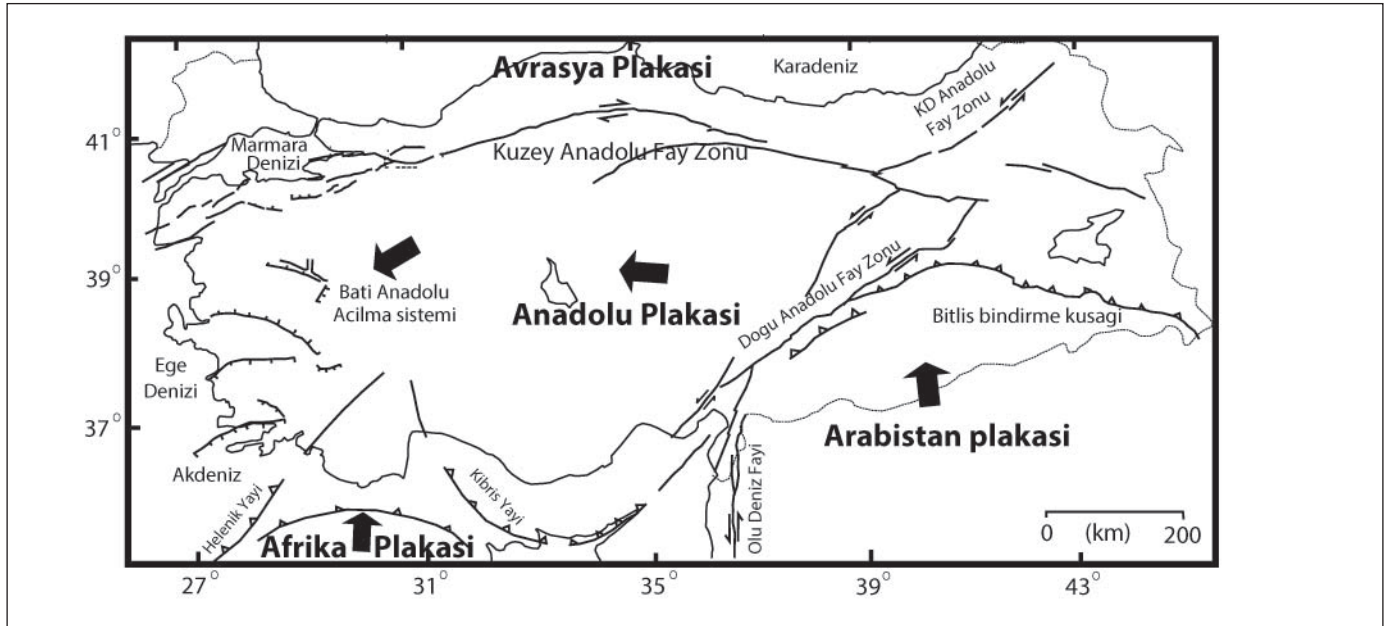 Avrasya Plakasi
Karadeniz
KD Anadolu
Fay Zonu
41°
Marmara
Denizi
Kuzey Anadolu Fay Zonu
39°
Bati Anadolu
Acilma sistemi
Anadolu Plakasi
Dogu Anadolu Fay Zonu
Bitlis bindirme kusagi
Ege
Denizi
37°
Arabistan plakasi
Akdeniz
Helenik Yayi
Kibris Yayi
Olu Deniz Fayi
Afrika Plakasi
0 (km) 200
27° 31° 35° 39° 43°